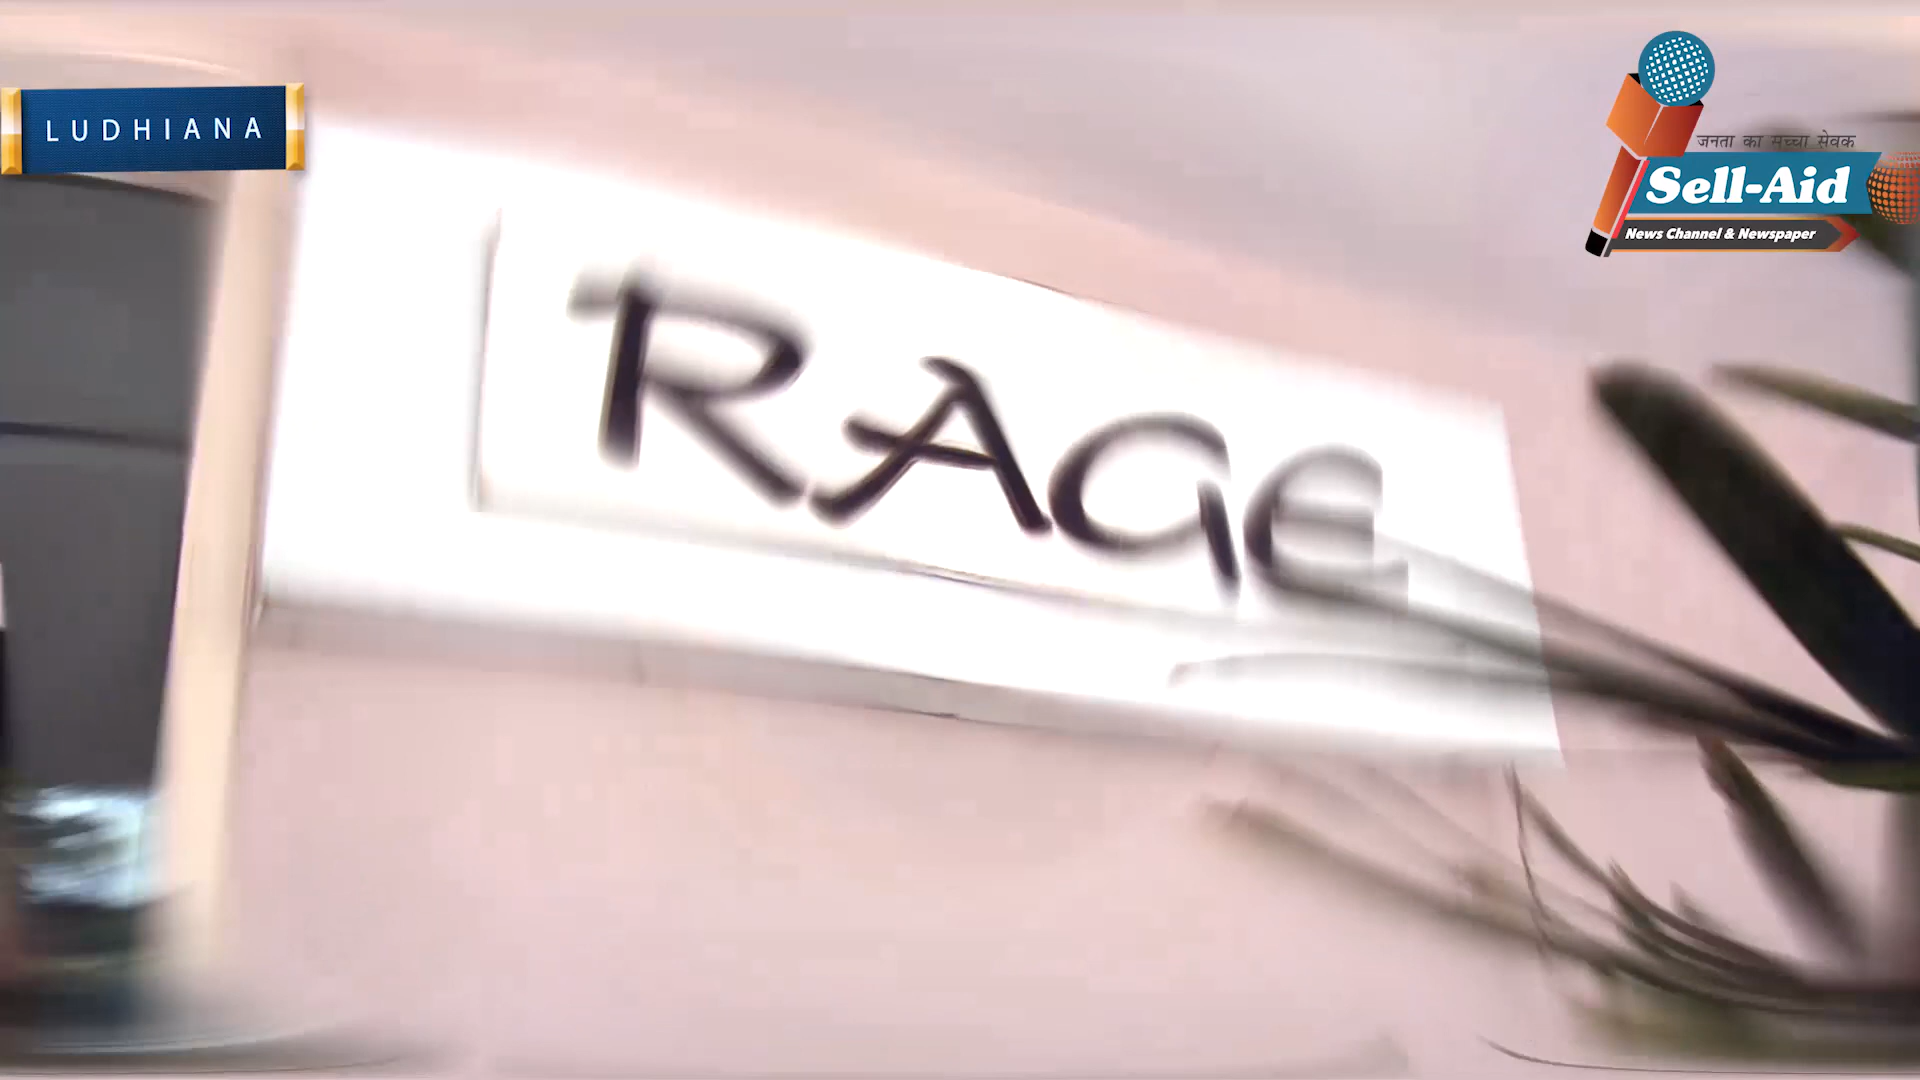 LUDHIANA
जनता का सच्चा सेवक
Sell-Aid
News Channel & Newspaper
RAGE